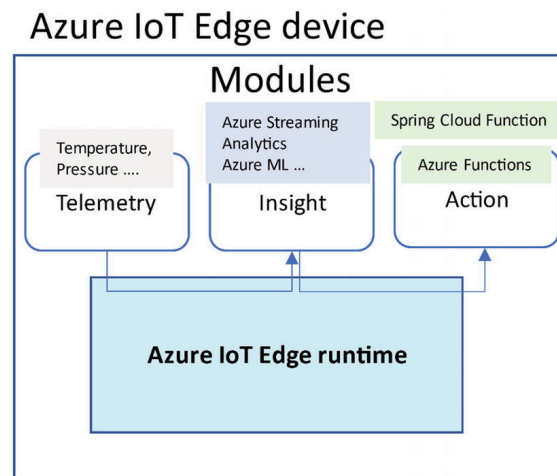 Azure IoT Edge device
Modules
Temperature,
Pressure ....
Telemetry
Azure Streaming
Analytics
Azure ML ...
Insight
Spring Cloud Function
Azure Functions
Action
Azure IoT Edge runtime